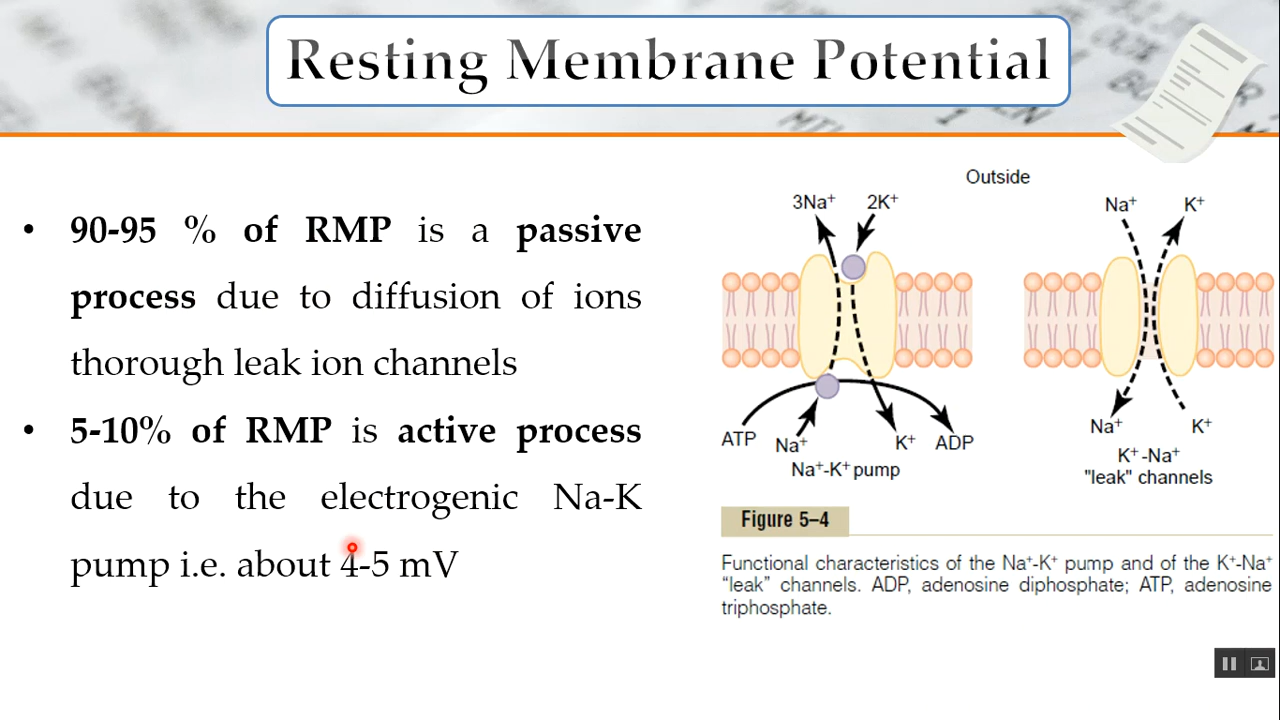 Resting Membrane Potential
• 90-95 % of RMP is a passive
process due to diffusion of ions
thorough leak ion channels
• 5-10% of RMP is active process
due to the electrogenic Na-K
pump i.e. about 4-5 mV
Outside
3Na⁺ 2K⁺
Na⁺ K⁺
ATP Na⁺ K⁺ ADP
Na⁺-K⁺ pump
Na⁺ K⁺
K⁺-Na⁺
"leak" channels
Figure 5–4
Functional characteristics of the Na⁺-K⁺ pump and of the K⁺-Na⁺
“leak” channels. ADP, adenosine diphosphate; ATP, adenosine
triphosphate.